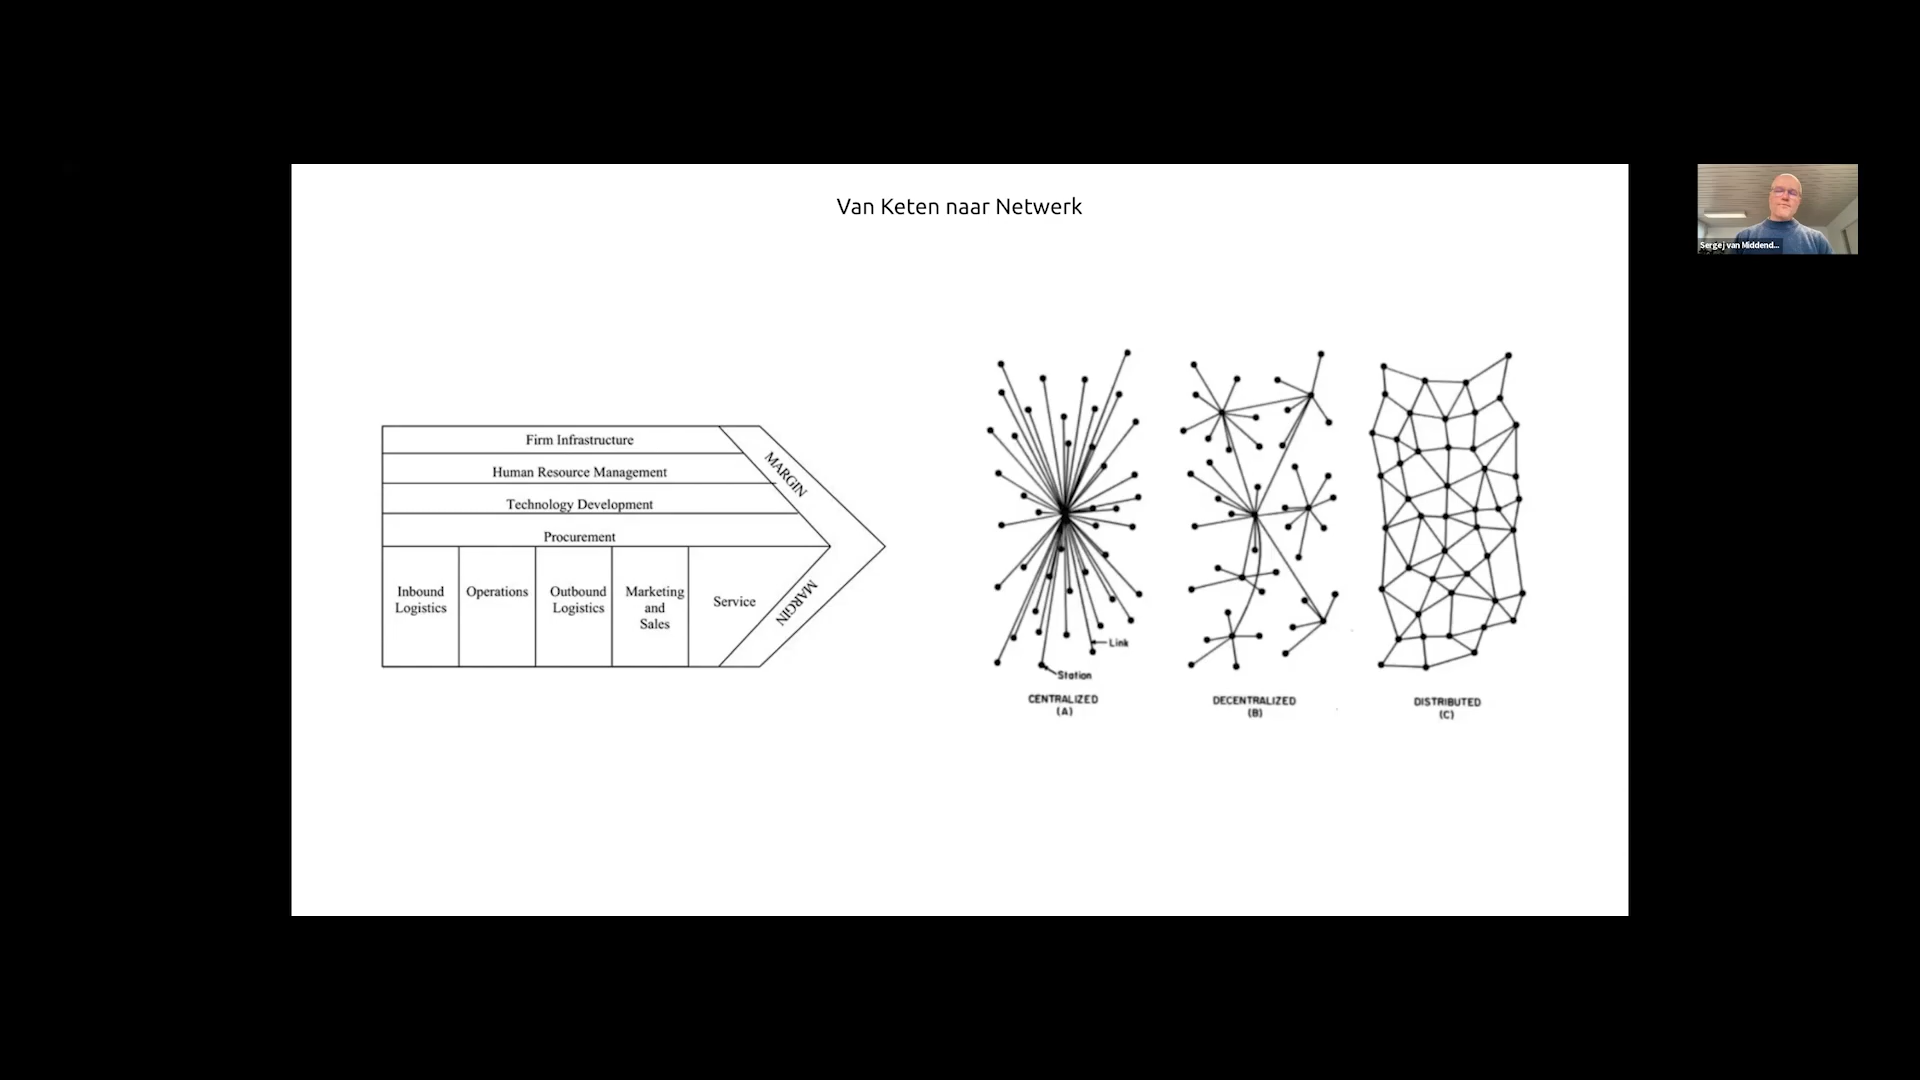 Van Keten naar Netwerk
Sergej van Middend...
Firm Infrastructure
Human Resource Management
Technology Development
Procurement
MARGIN
MARGIN
Inbound
Logistics
Operations
Outbound
Logistics
Marketing
and
Sales
Service
Link
Station
CENTRALIZED
(A)
DECENTRALIZED
(B)
DISTRIBUTED
(C)